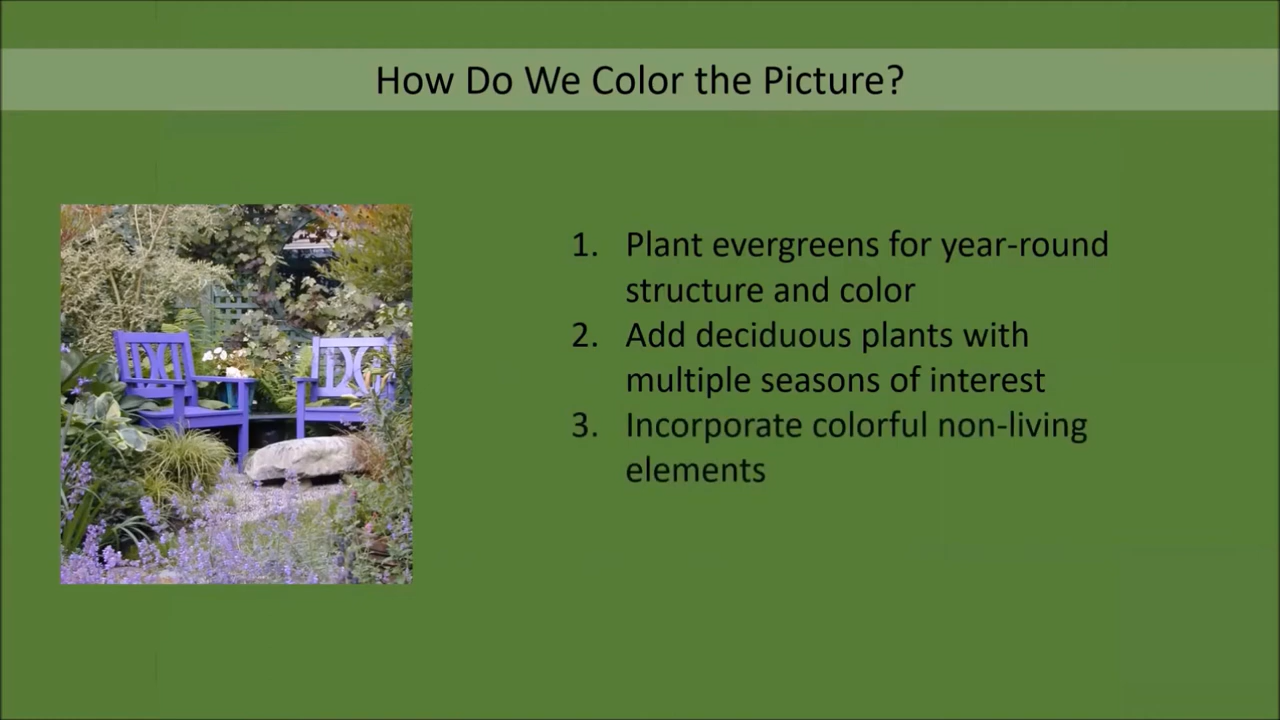 How Do We Color the Picture?
1. Plant evergreens for year-round
structure and color
2. Add deciduous plants with
multiple seasons of interest
3. Incorporate colorful non-living
elements